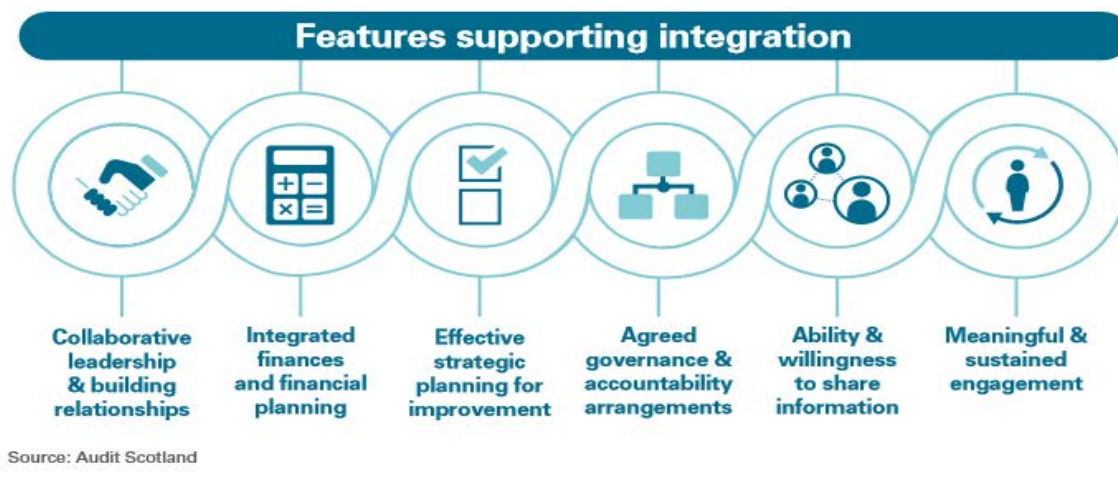 Features supporting integration
Collaborative
leadership
& building
relationships
Integrated
finances
and financial
planning
Effective
strategic
planning for
improvement
Agreed
governance &
accountability
arrangements
Ability &
willingness
to share
information
Meaningful &
sustained
engagement
Source: Audit Scotland